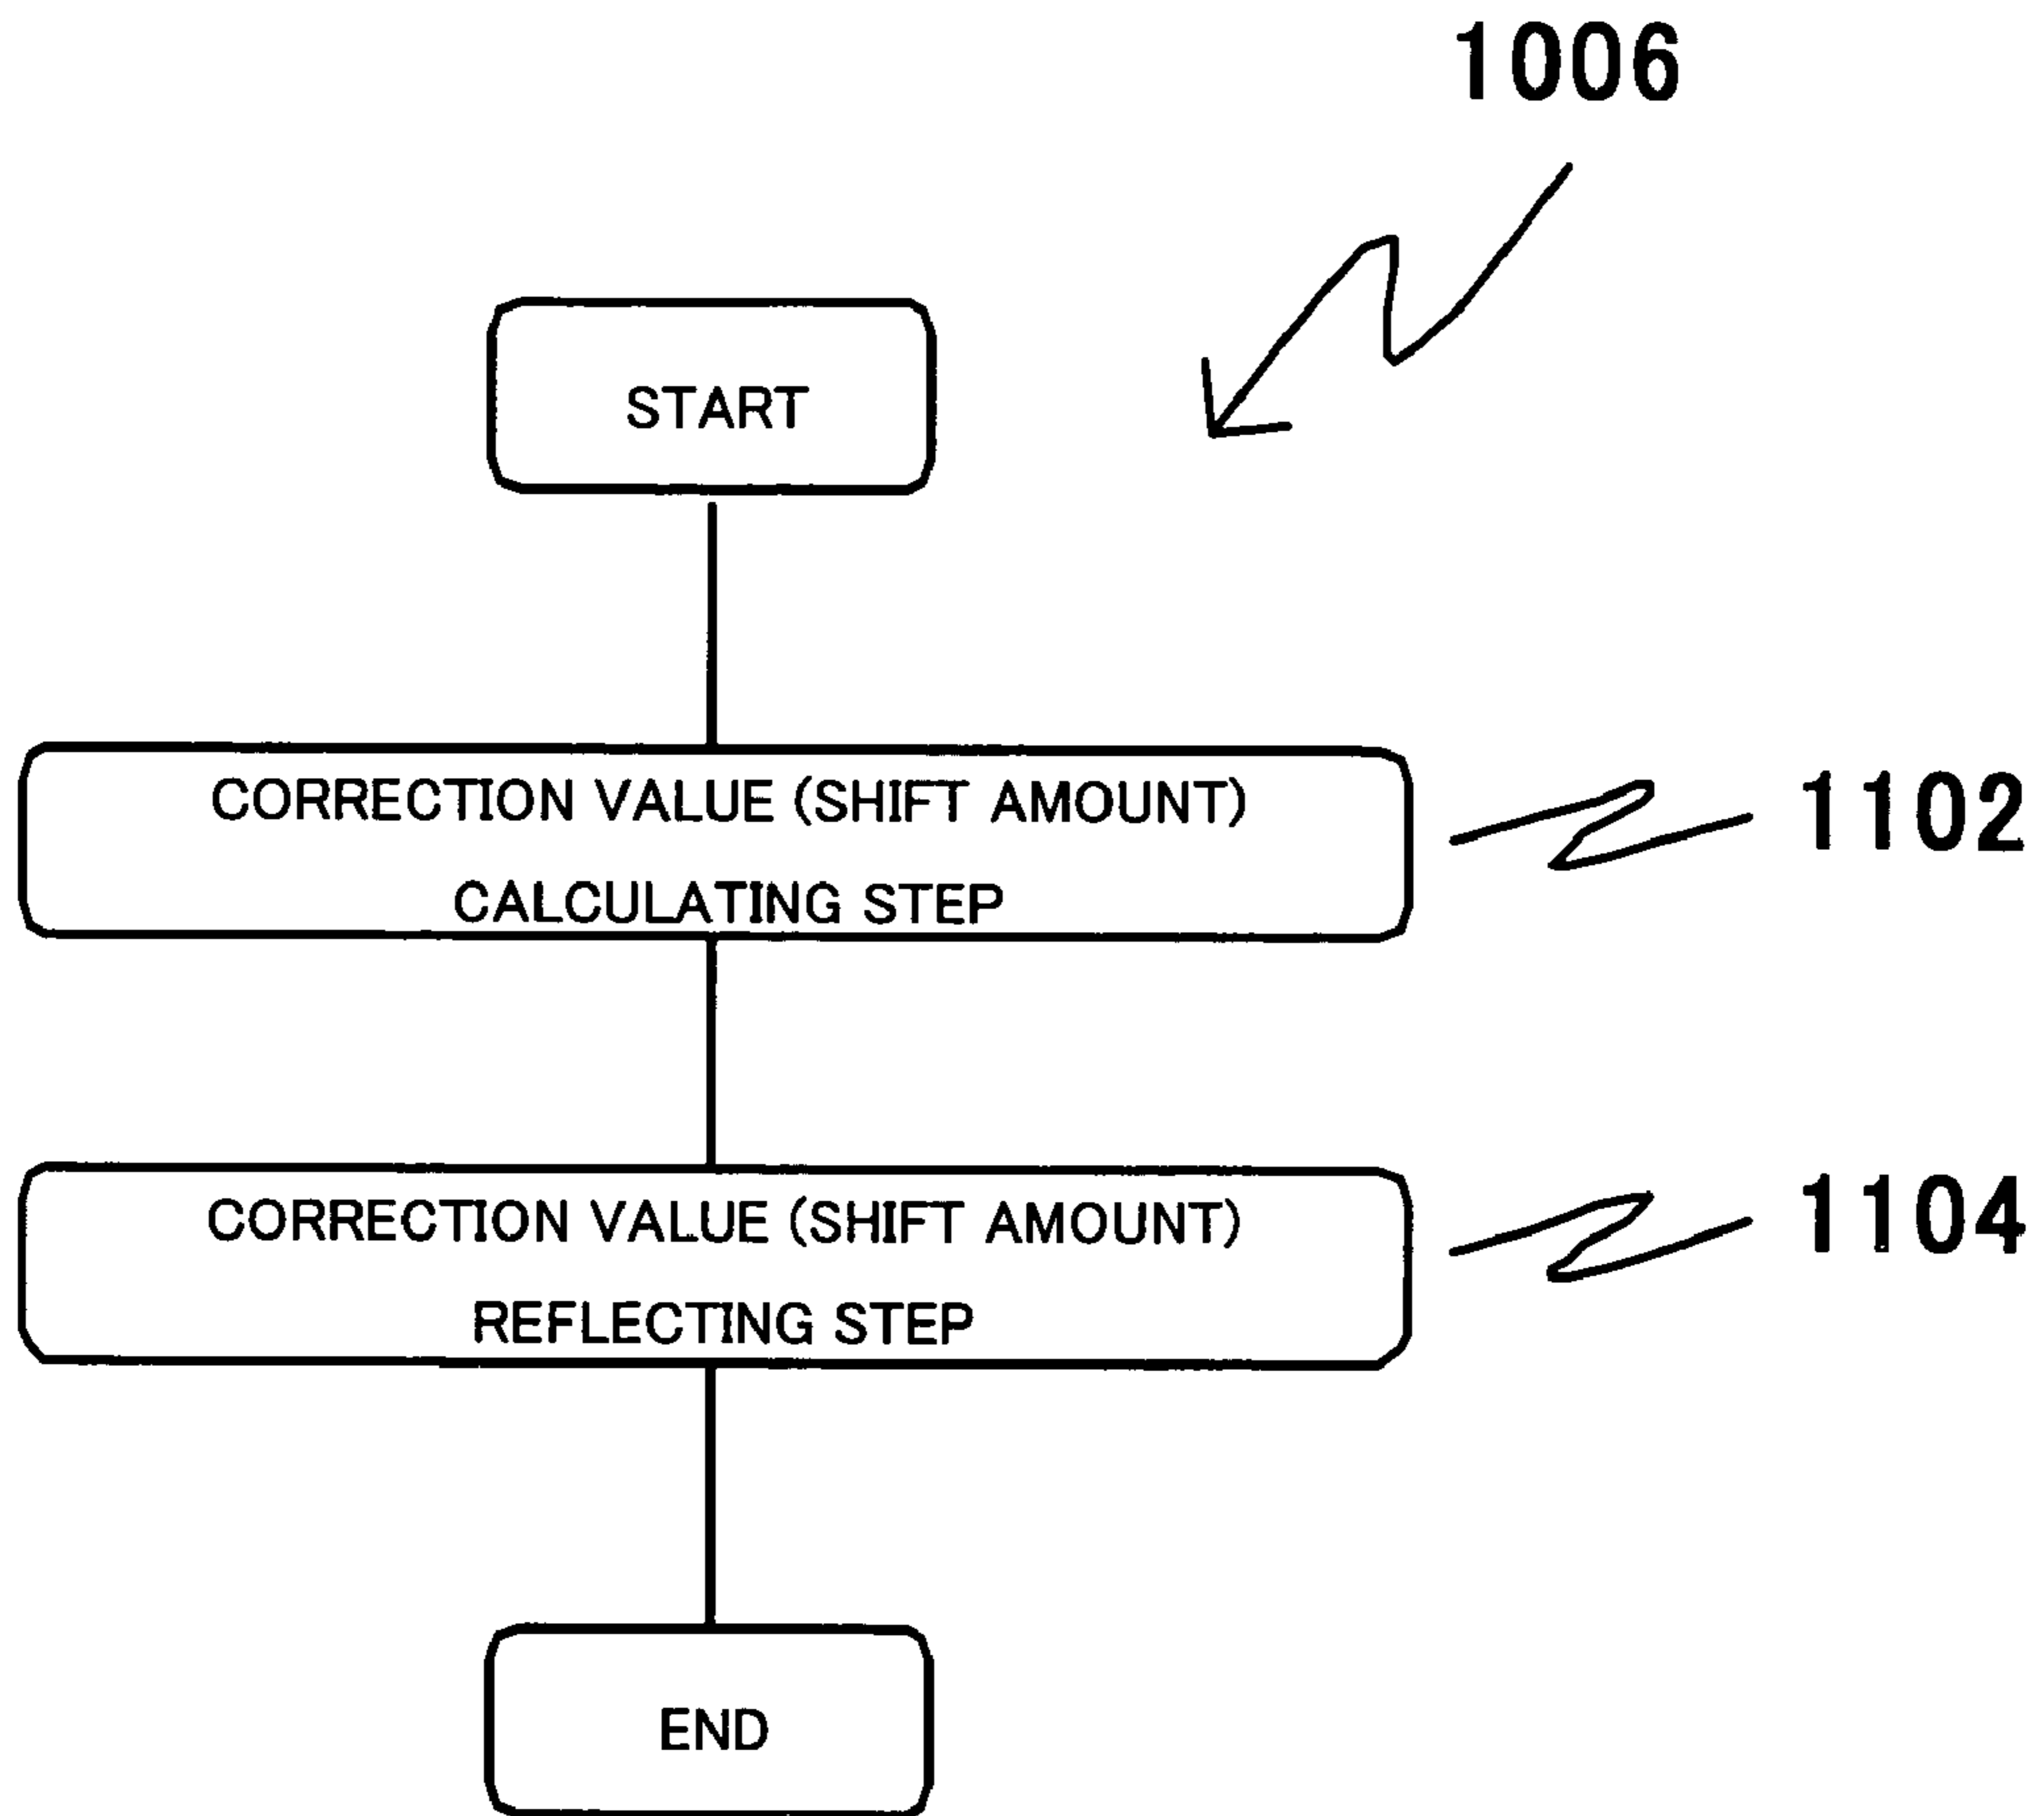 1006
START
CORRECTION VALUE (SHIFT AMOUNT)
CALCULATING STEP
1102
CORRECTION VALUE (SHIFT AMOUNT)
REFLECTING STEP
1104
END